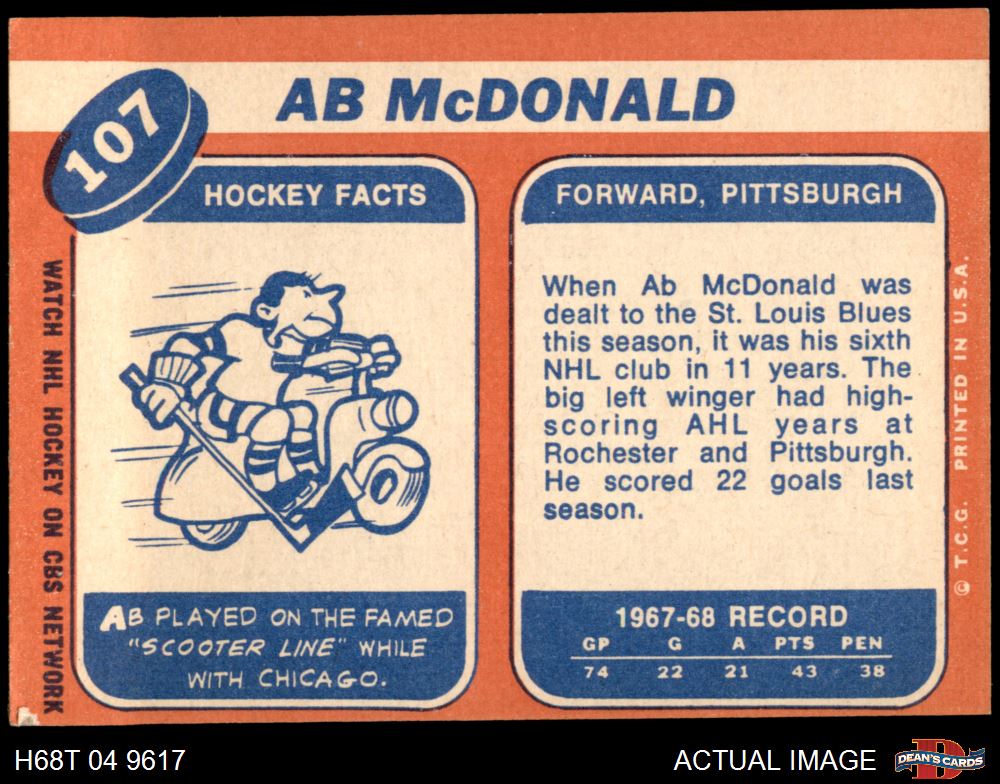 AB McDONALD
107
HOCKEY FACTS
AB PLAYED ON THE FAMED
"SCOOTER LINE" WHILE
WITH CHICAGO.
FORWARD, PITTSBURGH
When Ab McDonald was
dealt to the St. Louis Blues
this season, it was his sixth
NHL club in 11 years. The
big left winger had high-
scoring AHL years at
Rochester and Pittsburgh.
He scored 22 goals last
season.
1967-68 RECORD
GP G A PTS PEN
74 22 21 43 38
WATCH NHL HOCKEY ON CBS NETWORK
© T.C.G. PRINTED IN U.S.A.
H68T 04 9617
ACTUAL IMAGE
D
DEAN'S CARDS